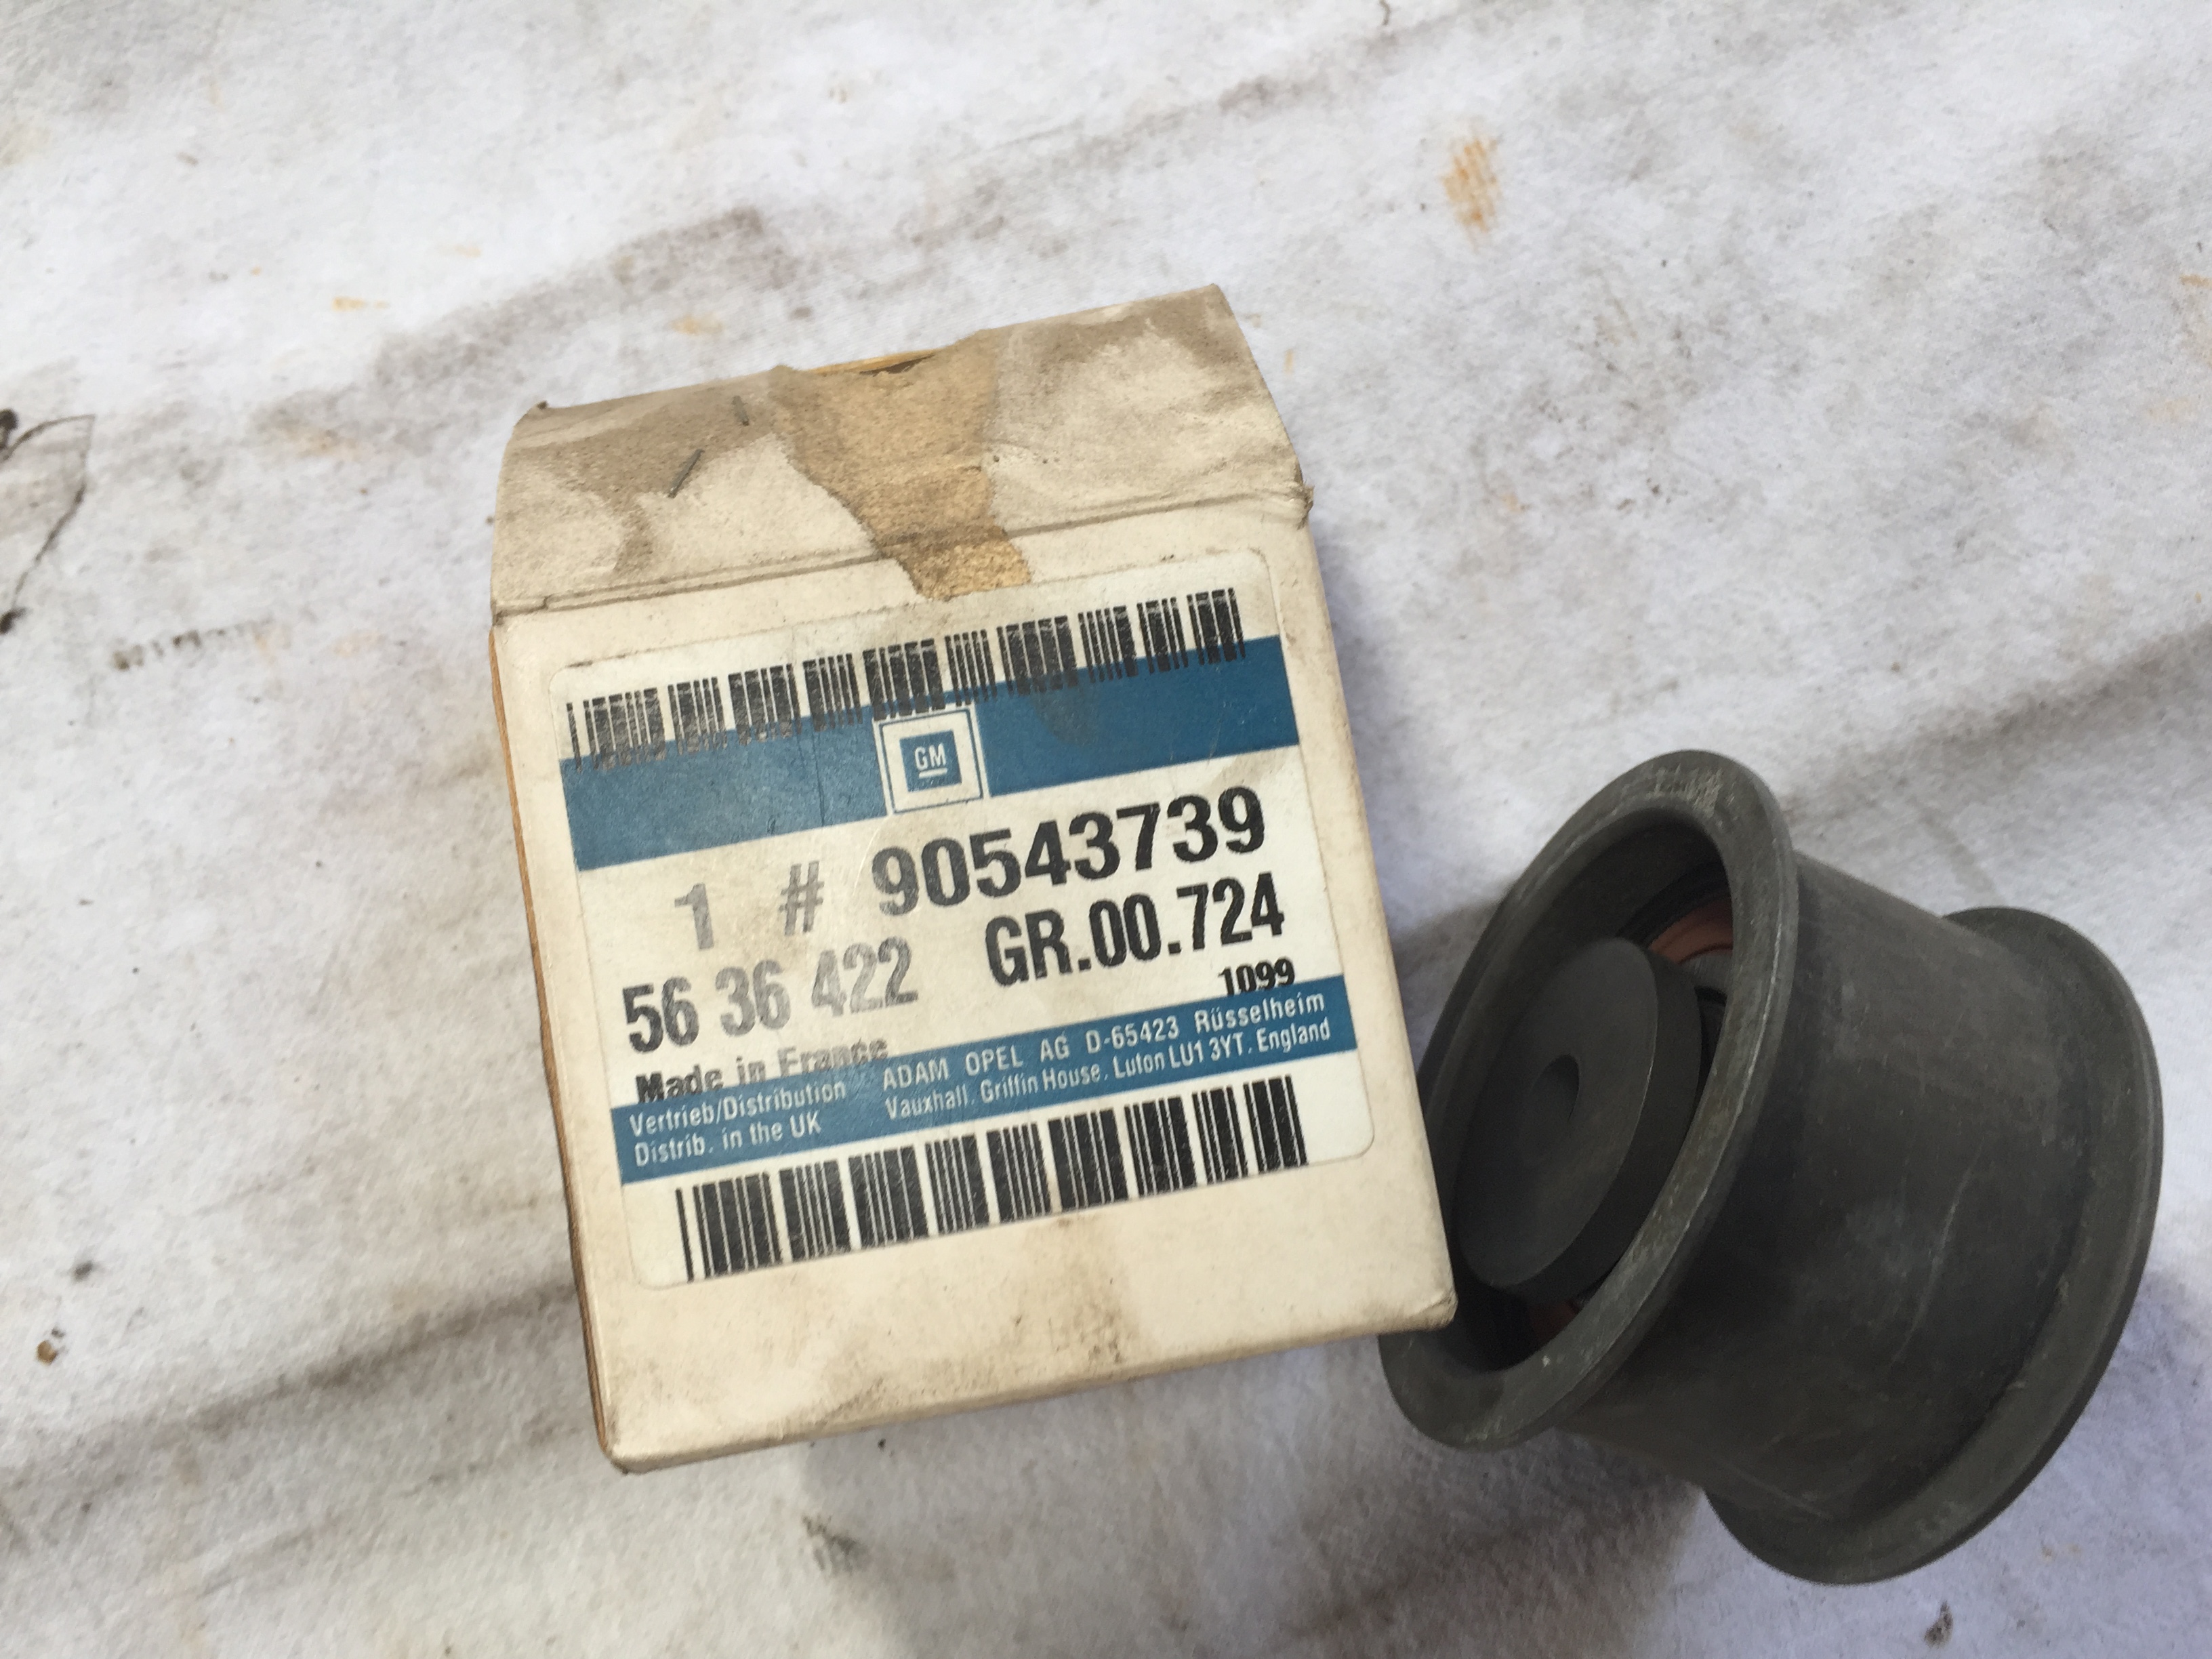 GM
1 # 90543739
56 36 422 GR.00.724
1099
Made in France
Vertrieb/Distribution ADAM OPEL AG D-65423 Rüsselheim
Distrib. in the UK Vauxhall. Griffin House. Luton LU1 3YT. England